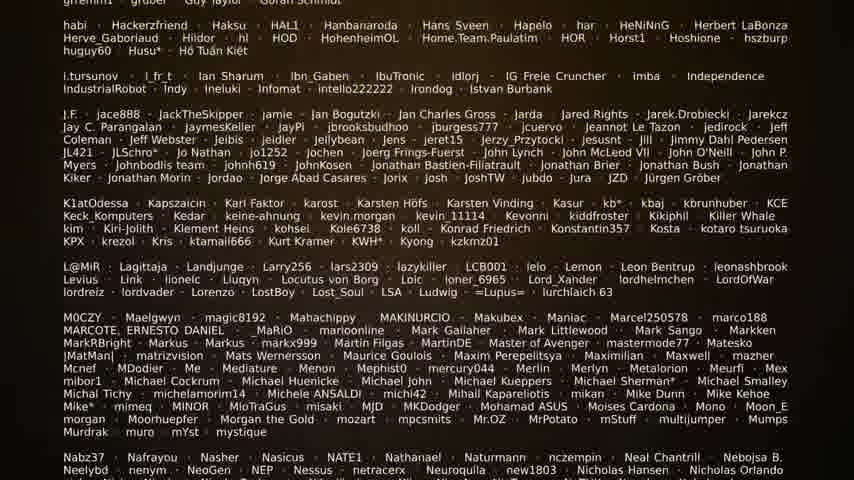 grremm1 · gruber · Guy Taylor · Göran Schmidt
habi · Hackerzfriend · Haksu · HAL1 · Hanbanaroda · Hans Sveen · Hapelo · har · HeNiNnG · Herbert LaBonza
Herve_Gaboriaud · Hildor · hl · HOD · HohenheimOL · Home.Team.Paulatim · HOR · Horst1 · Hoshione · hszburp
huguy60 · Husu* · Hồ Tuấn Kiệt
i.tursunov · I_fr_t · Ian Sharum · Ibn_Gaben · IbuTronic · idlorj · IG Freie Cruncher · imba · Independence
IndustrialRobot · Indy · Ineluki · Infomat · intello222222 · Irondog · Istvan Burbank
J.F. · jace888 · JackTheSkipper · jamie · Jan Bogutzki · Jan Charles Gross · Jarda · Jared Rights · Jarek.Drobiecki · Jarekcz
Jay C. Parangalan · JaymesKeller · JayPi · jbrooksbudhoo · jburgess777 · jcuervo · Jeannot Le Tazon · jedirock · Jeff
Coleman · Jeff Webster · Jeibis · jeidler · Jellybean · Jens · jeret15 · Jerzy_Przytocki · jesusnt · Jill · Jimmy Dahl Pedersen
JL421 · JLSchro* · Jo Nathan · jo1252 · Jochen · Joerg Frings-Fuerst · John Lynch · John McLeod VII · John O'Neill · John P.
Myers · Johnbodlis team · johnh619 · JohnKosen · Jonathan Bastien-Filiatrault · Jonathan Brier · Jonathan Bush · Jonathan
Kiker · Jonathan Morin · Jordao · Jorge Abad Casares · Jorix · Josh · JoshTW · jubdo · Jura · JZD · Jürgen Gröber
K1atOdessa · Kapszaicin · Karl Faktor · karost · Karsten Höfs · Karsten Vinding · Kasur · kb* · kbaj · kbrunhuber · KCE
Keck_Komputers · Kedar · keine-ahnung · kevin.morgan · kevin_11114 · Kevonni · kiddfroster · Kikiphil · Killer Whale
kim · Kiri-Jolith · Klement Heins · kohsei · Kole6738 · koll · Konrad Friedrich · Konstantin357 · Kosta · kotaro tsuruoka
KPX · krezol · Kris · ktamail666 · Kurt Kramer · KWH* · Kyong · kzkmz01
L@MiR · Lagittaja · Landjunge · Larry256 · lars2309 · lazykiller · LCB001 · lelo · Lemon · Leon Bentrup · leonashbrook
Levius · Link · lionelc · Liuqyn · Locutus von Borg · Loic · loner_6965 · Lord_Xander · lordhelmchen · LordOfWar
lordreiz · lordvader · Lorenzo · LostBoy · Lost_Soul · LSA · Ludwig · =Lupus= · lurchlaich 63
M0CZY · Maelgwyn · magic8192 · Mahachippy · MAKINURCIO · Makubex · Maniac · Marcel250578 · marco188
MARCOTE, ERNESTO DANIEL · _MaRiO · marioonline · Mark Gallaher · Mark Littlewood · Mark Sango · Markken
MarkRBright · Markus · Markus · markx999 · Martin Filgas · MartinDE · Master of Avenger · mastermode77 · Matesko
|MatMan| · matrizvision · Mats Wernersson · Maurice Goulois · Maxim Perepelitsya · Maximilian · Maxwell · mazher
Mcnef · MDodier · Me · Mediature · Menon · Mephist0 · mercury044 · Merlin · Merlyn · Metalorion · Meurfi · Mex
mibor1 · Michael Cockrum · Michael Huenicke · Michael John · Michael Kueppers · Michael Sherman* · Michael Smalley
Michal Tichy · michelamorim14 · Michele ANSALDI · michi42 · Mihail Kapareliotis · mikan · Mike Dunn · Mike Kehoe
Mike* · mimeq · MINOR · MioTraGus · misaki · MJD · MKDodger · Mohamad ASUS · Moises Cardona · Mono · Moon_E
morgan · Moorhuepfer · Morgan the Gold · mozart · mpcsmits · Mr.OZ · MrPotato · mStuff · multijumper · Mumps
Murdrak · muro · mYst · mystique
Nabz37 · Nafrayou · Nasher · Nasicus · NATE1 · Nathanael · Naturmann · nczempin · Neal Chantrill · Nebojsa B.
Neelybd · nenym · NeoGen · NEP · Nessus · netracerx · Neuroqulla · new1803 · Nicholas Hansen · Nicholas Orlando